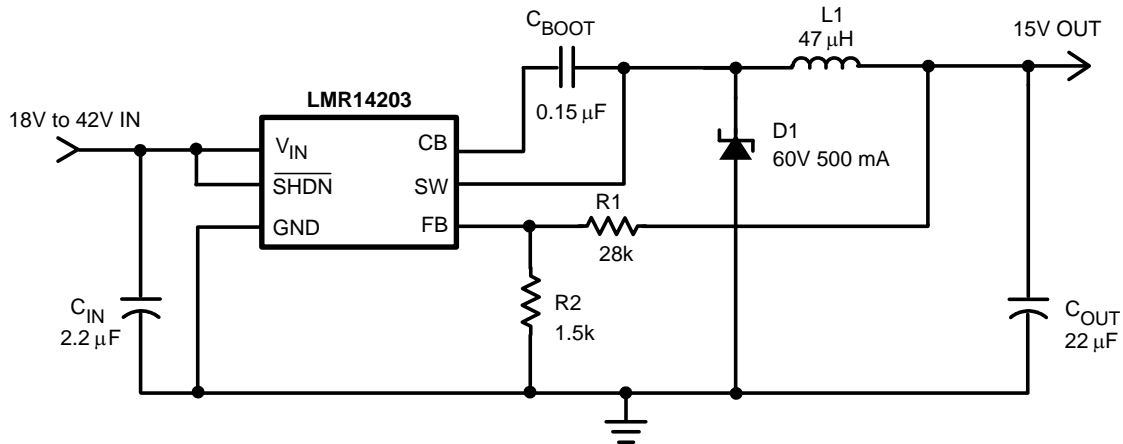 L1
47 μH
15V OUT
CBOOT
0.15 μF
LMR14203
18V to 42V IN
VIN
CB
SHDN
SW
GND
FB
D1
60V 500 mA
R1
28k
R2
1.5k
CIN
2.2 μF
COUT
22 μF